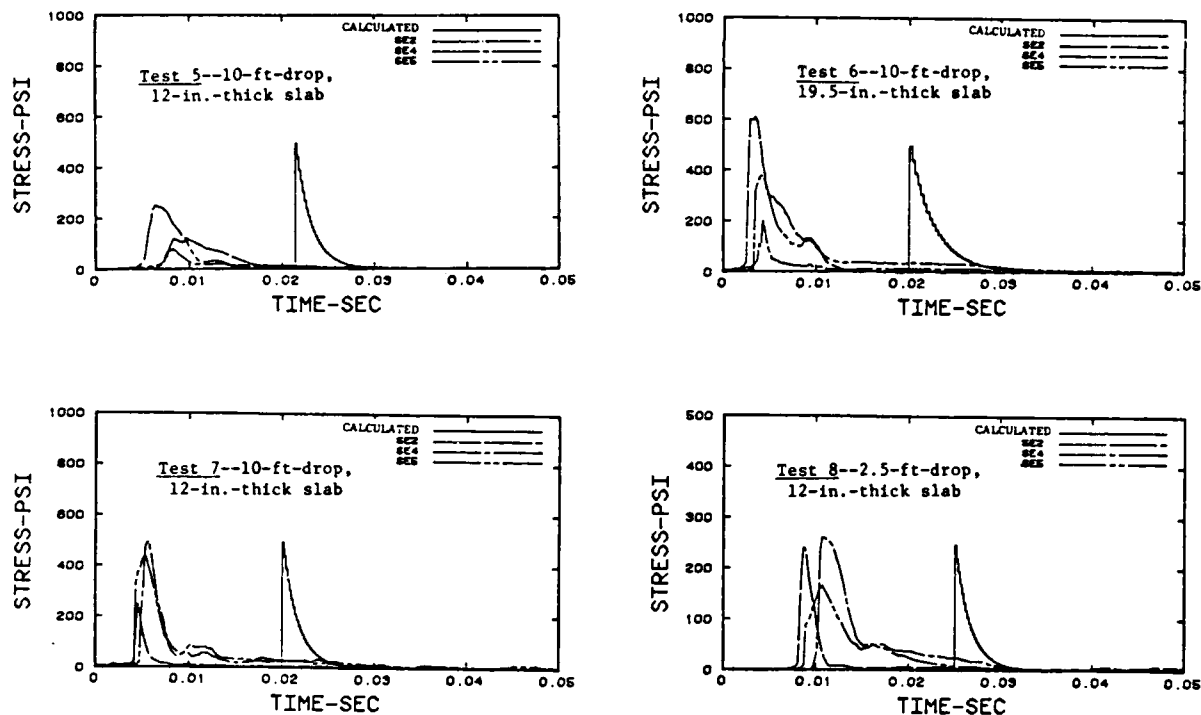 1000
800
600
400
200
0
STRESS-PSI
CALCULATED
SE2
SE4
SE5
Test 5--10-ft-drop,
12-in.-thick slab
0 0.01 0.02 0.03 0.04 0.05
TIME-SEC
1000
800
600
400
200
0
STRESS-PSI
CALCULATED
SE2
SE4
SE5
Test 6--10-ft-drop,
19.5-in.-thick slab
0 0.01 0.02 0.03 0.04 0.05
TIME-SEC
1000
800
600
400
200
0
STRESS-PSI
CALCULATED
SE2
SE4
SE5
Test 7--10-ft-drop,
12-in.-thick slab
0 0.01 0.02 0.03 0.04 0.05
TIME-SEC
500
400
300
200
100
0
STRESS-PSI
CALCULATED
SE2
SE4
SE5
Test 8--2.5-ft-drop,
12-in.-thick slab
0 0.01 0.02 0.03 0.04 0.05
TIME-SEC